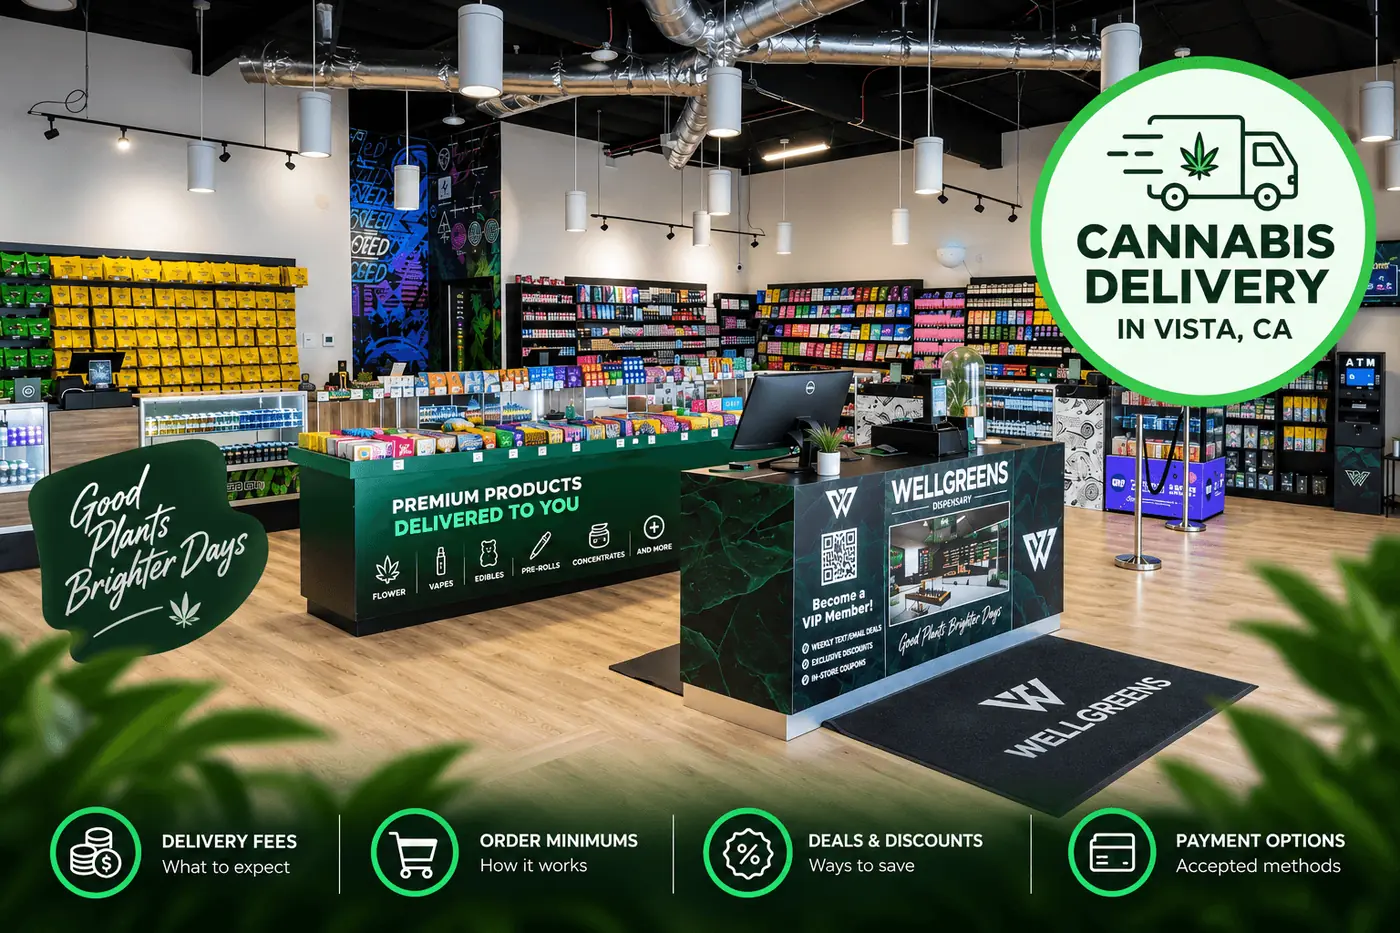 CANNABIS
DELIVERY
IN VISTA, CA
ATM
Good
Plants
Brighter Days
PREMIUM PRODUCTS
DELIVERED TO YOU
FLOWER
VAPES
EDIBLES
PRE-ROLLS
CONCENTRATES
AND MORE
WELLGREENS
DISPENSARY
Become a
VIP Member!
WEEKLY TEXT/EMAIL DEALS
EXCLUSIVE DISCOUNTS
IN-STORE COUPONS
Good Plants Brighter Days
WELLGREENS
DELIVERY FEES
What to expect
ORDER MINIMUMS
How it works
DEALS & DISCOUNTS
Ways to save
PAYMENT OPTIONS
Accepted methods